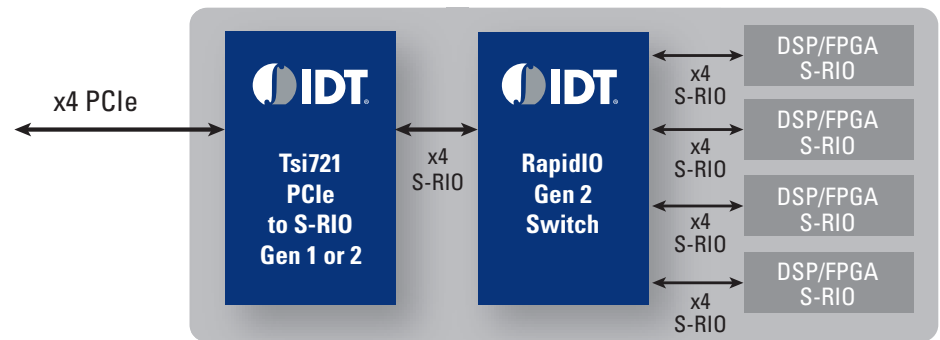 x4 PCIe
IDT
Tsi721
PCIe
to S-RIO
Gen 1 or 2
x4
S-RIO
IDT
RapidIO
Gen 2
Switch
x4
S-RIO
x4
S-RIO
x4
S-RIO
x4
S-RIO
DSP/FPGA
S-RIO
DSP/FPGA
S-RIO
DSP/FPGA
S-RIO
DSP/FPGA
S-RIO